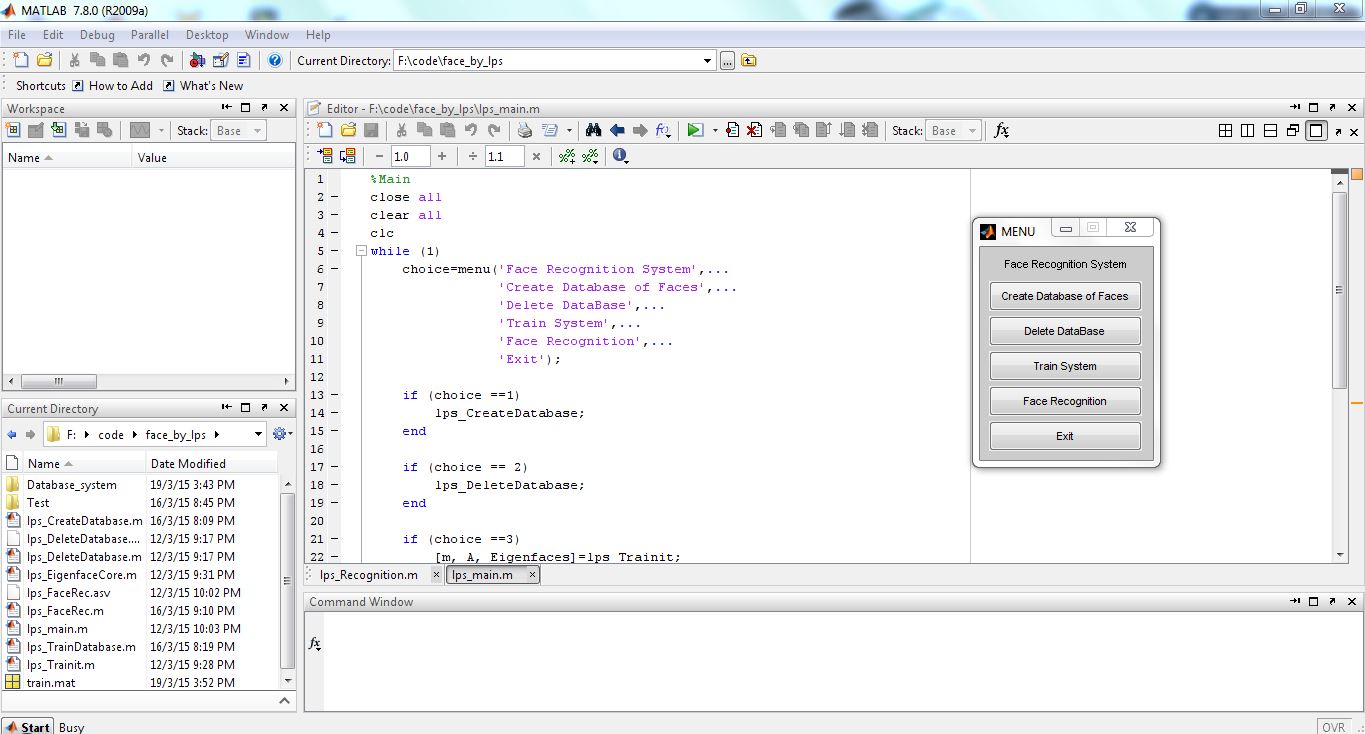 MATLAB 7.8.0 (R2009a)
File Edit Debug Parallel Desktop Window Help
Current Directory: F:\code\face_by_lps ...
Shortcuts How to Add What's New
Workspace
Stack: Base
Name Value
Current Directory
F: code face_by_lps
Name Date Modified
Database_system 19/3/15 3:43 PM
Test 16/3/15 8:45 PM
lps_CreateDatabase.m 16/3/15 8:09 PM
lps_DeleteDatabase.... 12/3/15 9:17 PM
lps_DeleteDatabase.m 12/3/15 9:17 PM
lps_EigenfaceCore.m 12/3/15 9:31 PM
lps_FaceRec.asv 12/3/15 10:02 PM
lps_FaceRec.m 16/3/15 9:10 PM
lps_main.m 12/3/15 10:03 PM
lps_TrainDatabase.m 16/3/15 8:19 PM
lps_Trainit.m 12/3/15 9:28 PM
train.mat 19/3/15 3:52 PM
Editor - F:\code\face_by_lps\lps_main.m
Stack: Base fx
− 1.0 + ÷ 1.1 ×
1 %Main
2 − close all
3 − clear all
4 − clc
5 − while (1)
6 − choice=menu('Face Recognition System',...
7 'Create Database of Faces',...
8 'Delete DataBase',...
9 'Train System',...
10 'Face Recognition',...
11 'Exit');
12
13 − if (choice ==1)
14 − lps_CreateDatabase;
15 − end
16
17 − if (choice == 2)
18 − lps_DeleteDatabase;
19 − end
20
21 − if (choice ==3)
22 − [m, A, Eigenfaces]=lps_Trainit;
lps_Recognition.m × lps_main.m ×
MENU
Face Recognition System
Create Database of Faces
Delete DataBase
Train System
Face Recognition
Exit
Command Window
fx
Start Busy
OVR